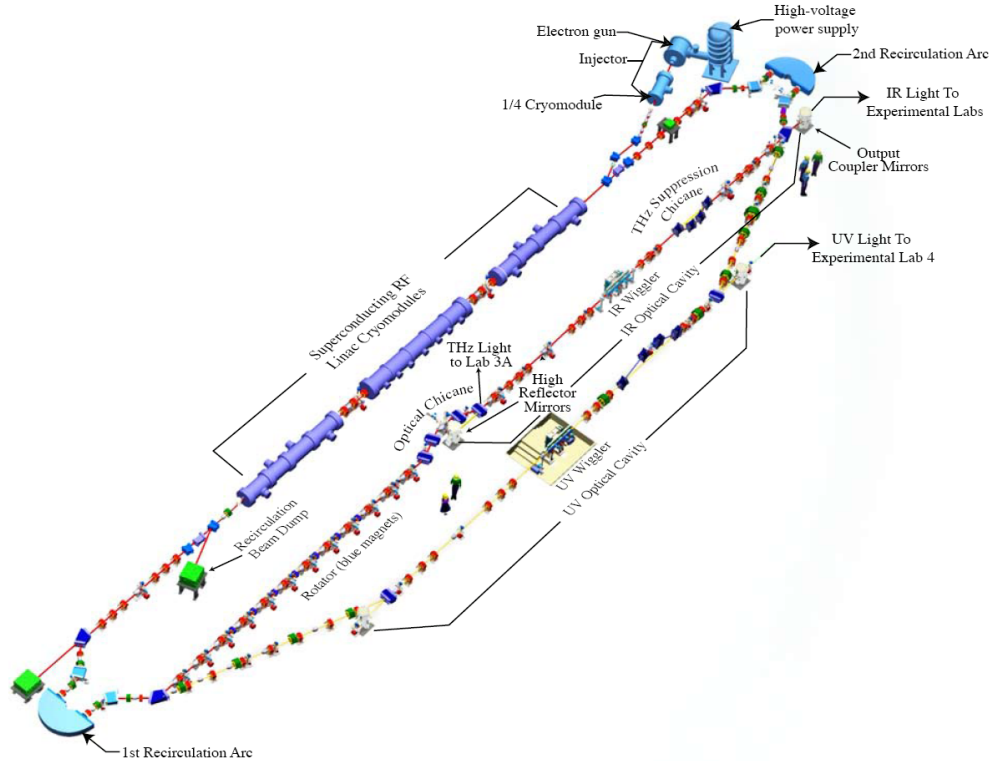 High-voltage
power supply
Electron gun
Injector
2nd Recirculation Arc
1/4 Cryomodule
IR Light To
Experimental Labs
Output
Coupler Mirrors
THz Suppression
Chicane
UV Light To
Experimental Lab 4
Superconducting RF
Linac Cryomodules
IR Wiggler
IR Optical Cavity
THz Light
to Lab 3A
High
Reflector
Mirrors
Optical Chicane
UV Wiggler
UV Optical Cavity
Recirculation
Beam Dump
Rotator (blue magnets)
1st Recirculation Arc